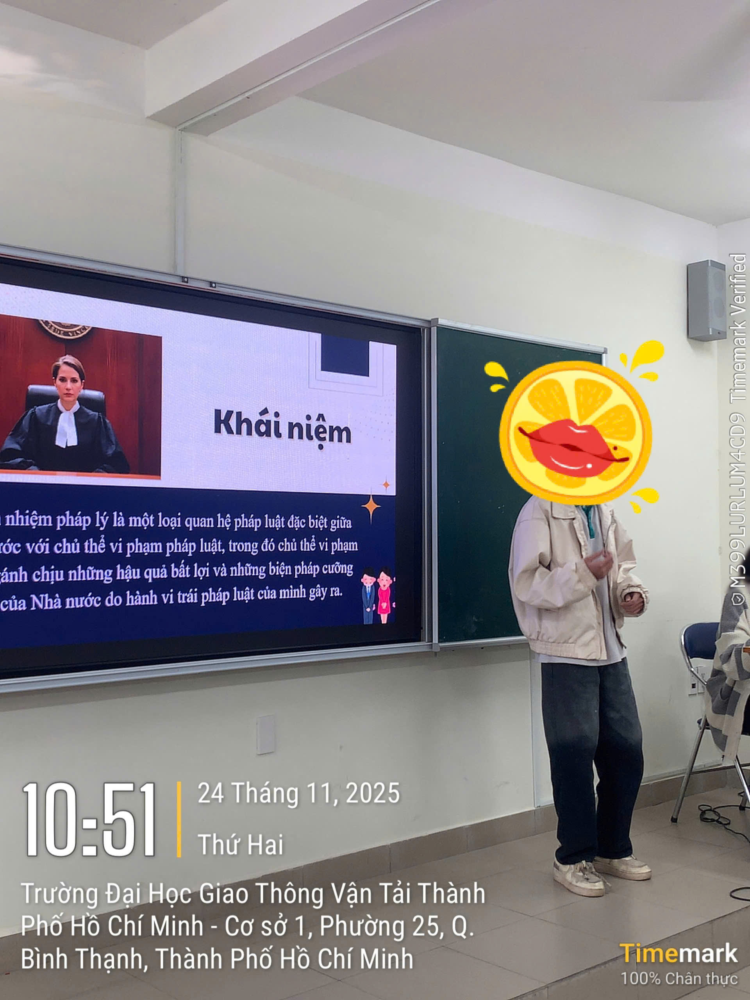 Khái niệm
nhiệm pháp lý là một loại quan hệ pháp luật đặc biệt giữa
với chủ thể vi phạm pháp luật, trong đó chủ thể vi phạm
chịu những hậu quả bất lợi và những biện pháp cưỡng
của Nhà nước do hành vi trái pháp luật của mình gây ra.
M399LURLUM4CD9 Timemark Verified
10:51
24 Tháng 11, 2025
Thứ Hai
Trường Đại Học Giao Thông Vận Tải Thành
Phố Hồ Chí Minh - Cơ sở 1, Phường 25, Q.
Bình Thạnh, Thành Phố Hồ Chí Minh
Timemark
100% Chân thực